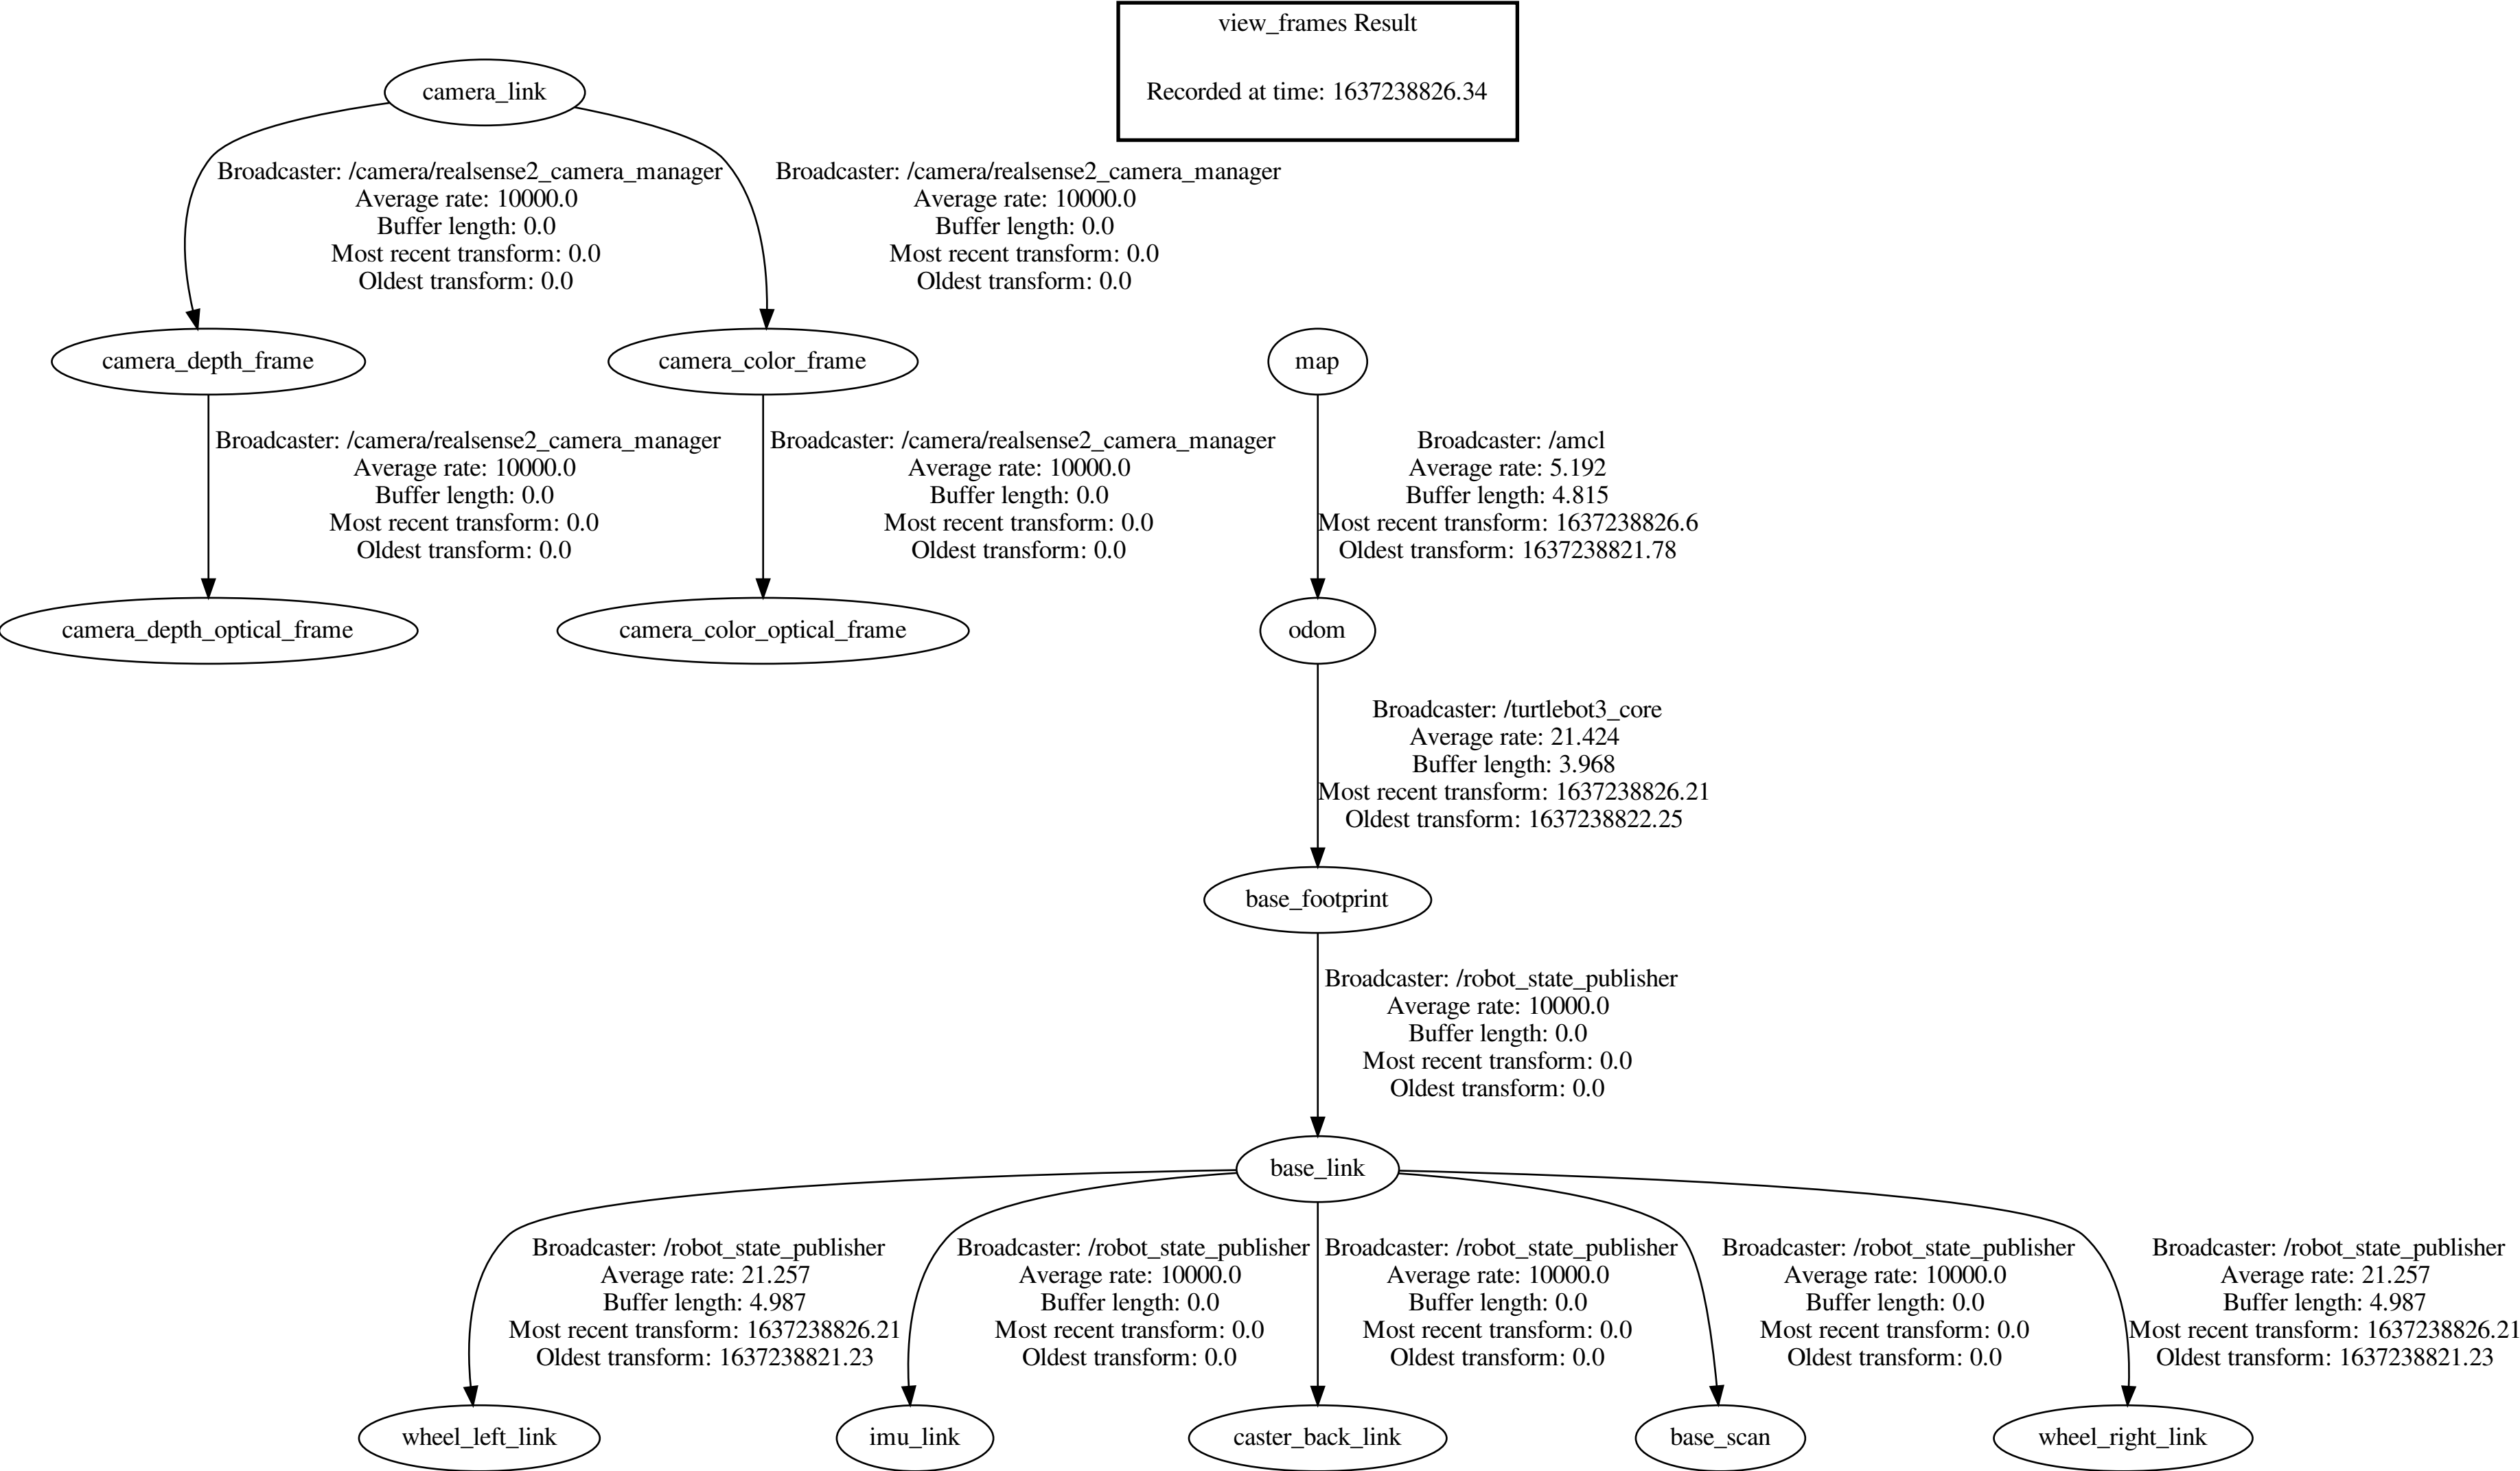 view_frames Result
Recorded at time: 1637238826.34
camera_link
Broadcaster: /camera/realsense2_camera_manager
Average rate: 10000.0
Buffer length: 0.0
Most recent transform: 0.0
Oldest transform: 0.0
Broadcaster: /camera/realsense2_camera_manager
Average rate: 10000.0
Buffer length: 0.0
Most recent transform: 0.0
Oldest transform: 0.0
camera_depth_frame
camera_color_frame
map
Broadcaster: /camera/realsense2_camera_manager
Average rate: 10000.0
Buffer length: 0.0
Most recent transform: 0.0
Oldest transform: 0.0
Broadcaster: /camera/realsense2_camera_manager
Average rate: 10000.0
Buffer length: 0.0
Most recent transform: 0.0
Oldest transform: 0.0
Broadcaster: /amcl
Average rate: 5.192
Buffer length: 4.815
Most recent transform: 1637238826.6
Oldest transform: 1637238821.78
camera_depth_optical_frame
camera_color_optical_frame
odom
Broadcaster: /turtlebot3_core
Average rate: 21.424
Buffer length: 3.968
Most recent transform: 1637238826.21
Oldest transform: 1637238822.25
base_footprint
Broadcaster: /robot_state_publisher
Average rate: 10000.0
Buffer length: 0.0
Most recent transform: 0.0
Oldest transform: 0.0
base_link
Broadcaster: /robot_state_publisher
Average rate: 21.257
Buffer length: 4.987
Most recent transform: 1637238826.21
Oldest transform: 1637238821.23
Broadcaster: /robot_state_publisher
Average rate: 10000.0
Buffer length: 0.0
Most recent transform: 0.0
Oldest transform: 0.0
Broadcaster: /robot_state_publisher
Average rate: 10000.0
Buffer length: 0.0
Most recent transform: 0.0
Oldest transform: 0.0
Broadcaster: /robot_state_publisher
Average rate: 10000.0
Buffer length: 0.0
Most recent transform: 0.0
Oldest transform: 0.0
Broadcaster: /robot_state_publisher
Average rate: 21.257
Buffer length: 4.987
Most recent transform: 1637238826.21
Oldest transform: 1637238821.23
wheel_left_link
imu_link
caster_back_link
base_scan
wheel_right_link